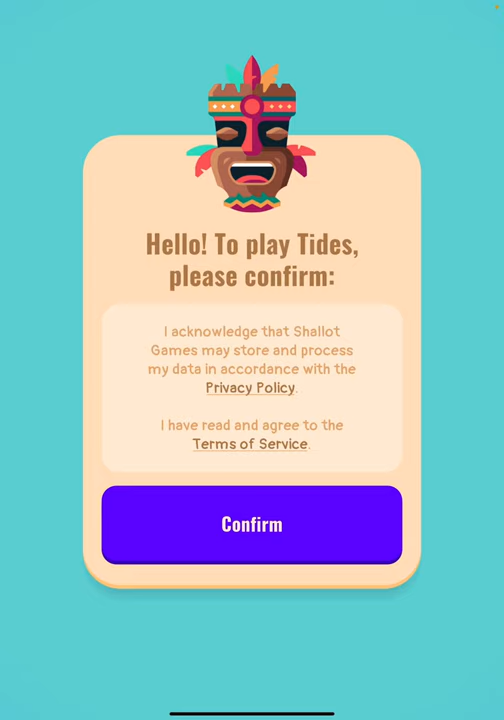 Hello! To play Tides,
please confirm:
I acknowledge that Shallot
Games may store and process
my data in accordance with the
Privacy Policy.
I have read and agree to the
Terms of Service.
Confirm